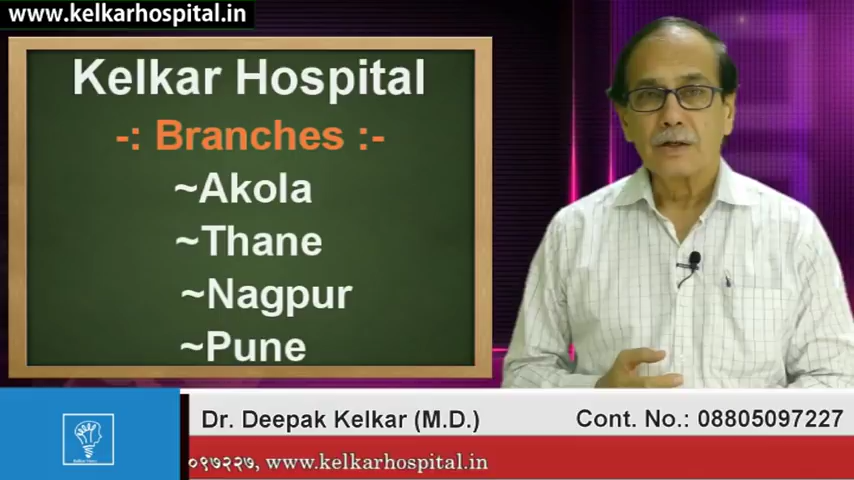 www.kelkarhospital.in
Kelkar Hospital
-: Branches :-
~Akola
~Thane
~Nagpur
~Pune
Dr. Deepak Kelkar (M.D.)
Cont. No.: 08805097227
०९७२२७, www.kelkarhospital.in